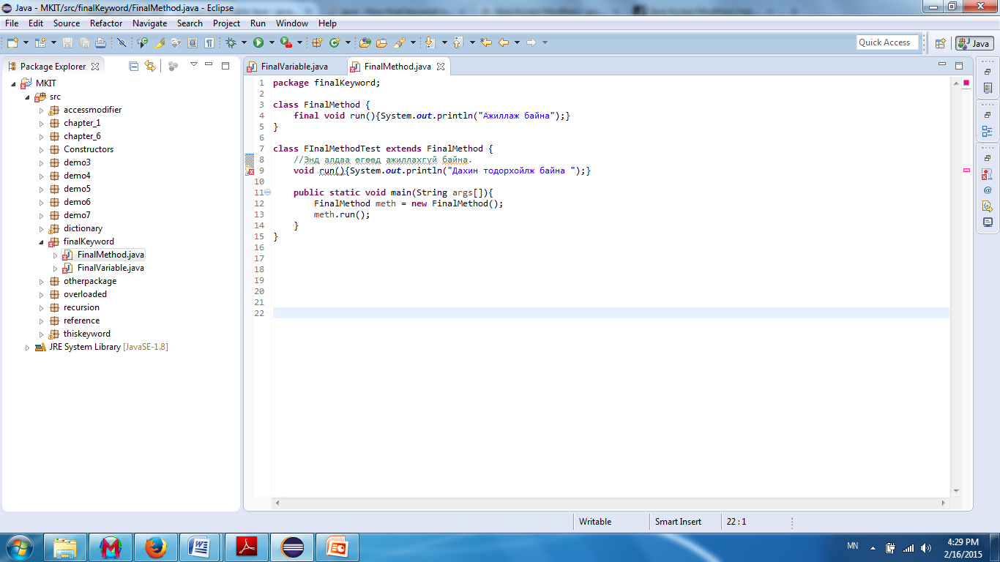 Java - MKIT/src/finalKeyword/FinalMethod.java - Eclipse
File Edit Source Refactor Navigate Search Project Run Window Help
Quick Access
Java
Package Explorer
MKIT
src
accessmodifier
chapter_1
chapter_6
Constructors
demo3
demo4
demo5
demo6
demo7
dictionary
finalKeyword
FinalMethod.java
FinalVariable.java
otherpackage
overloaded
recursion
reference
thiskeyword
JRE System Library [JavaSE-1.8]
FinalVariable.java
FinalMethod.java
1 package finalKeyword;
2
3 class FinalMethod {
4 final void run(){System.out.println("Ажиллаж байна");}
5 }
6
7 class FInalMethodTest extends FinalMethod {
8 //Энд алдаа өгөөд ажиллахгүй байна.
9 void run(){System.out.println("Дахин тодорхойлж байна ");}
10
11 public static void main(String args[]){
12 FinalMethod meth = new FinalMethod();
13 meth.run();
14 }
15 }
16
17
18
19
20
21
22
Writable
Smart Insert
22 : 1
MN
4:29 PM
2/16/2015